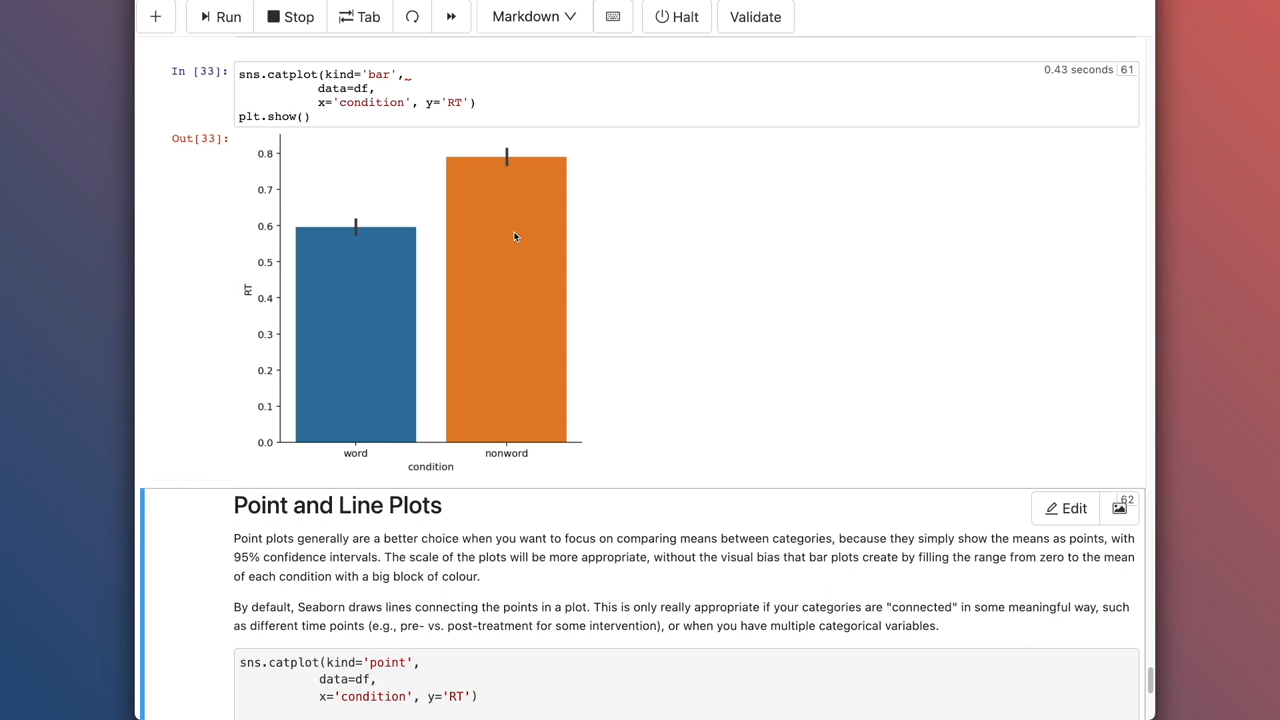 + Run Stop Tab Markdown Halt Validate
In [33]:
sns.catplot(kind='bar',
data=df,
x='condition', y='RT')
plt.show()
0.43 seconds 61
Out[33]:
0.8
0.7
0.6
0.5
0.4
0.3
0.2
0.1
0.0
RT
word nonword
condition
Point and Line Plots
Edit 62
Point plots generally are a better choice when you want to focus on comparing means between categories, because they simply show the means as points, with
95% confidence intervals. The scale of the plots will be more appropriate, without the visual bias that bar plots create by filling the range from zero to the mean
of each condition with a big block of colour.
By default, Seaborn draws lines connecting the points in a plot. This is only really appropriate if your categories are "connected" in some meaningful way, such
as different time points (e.g., pre- vs. post-treatment for some intervention), or when you have multiple categorical variables.
sns.catplot(kind='point',
data=df,
x='condition', y='RT')